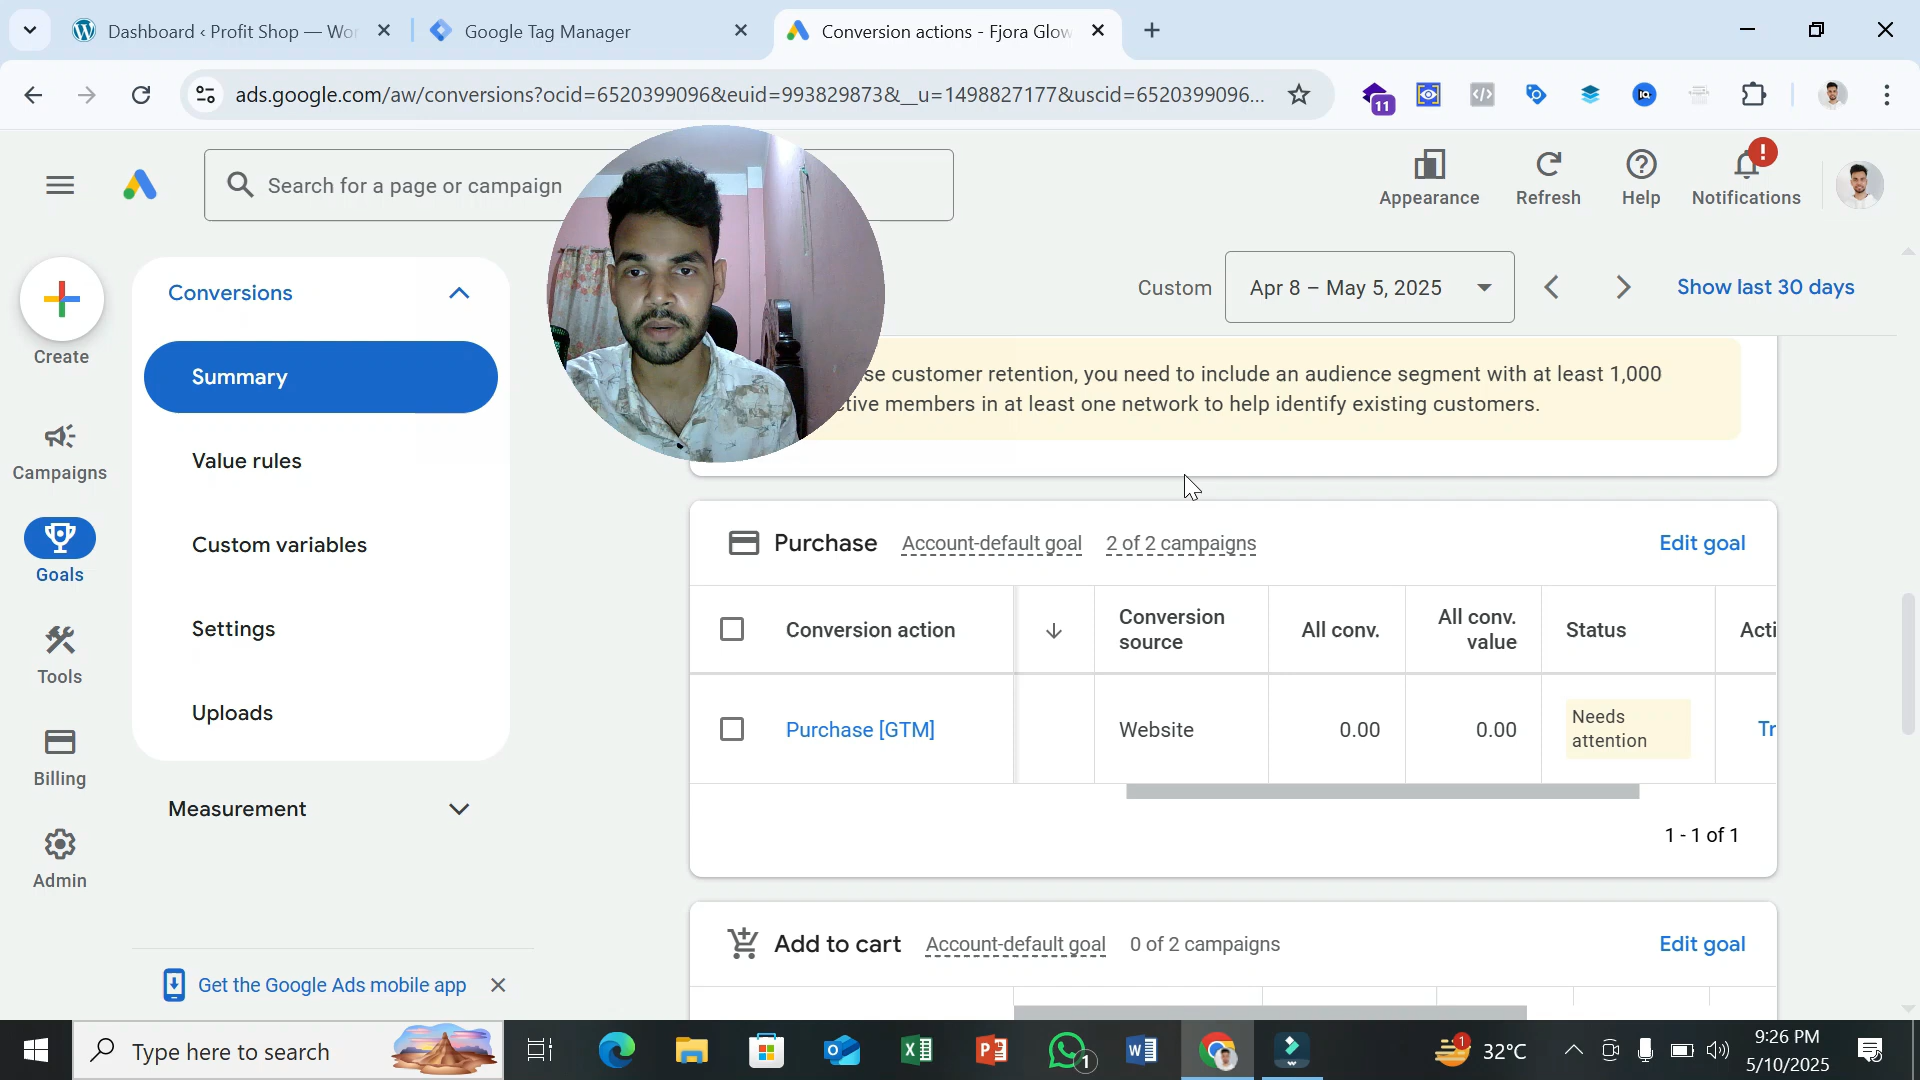 Dashboard ‹ Profit Shop — Wor
Google Tag Manager
Conversion actions - Fjora Glow
ads.google.com/aw/conversions?ocid=6520399096&euid=993829873&__u=1498827177&uscid=6520399096...
11
Search for a page or campaign
Appearance
Refresh
Help
!
Notifications
Create
Campaigns
Goals
Tools
Billing
Admin
Conversions
Summary
Value rules
Custom variables
Settings
Uploads
Measurement
Get the Google Ads mobile app
Custom
Apr 8 – May 5, 2025
Show last 30 days
se customer retention, you need to include an audience segment with at least 1,000
tive members in at least one network to help identify existing customers.
Purchase Account-default goal 2 of 2 campaigns Edit goal
Conversion action
Conversion source
All conv.
All conv. value
Status
Acti
Purchase [GTM] Website 0.00 0.00
Needs attention
Tr
1 - 1 of 1
Add to cart Account-default goal 0 of 2 campaigns Edit goal
Type here to search
1
1
32°C
9:26 PM
5/10/2025